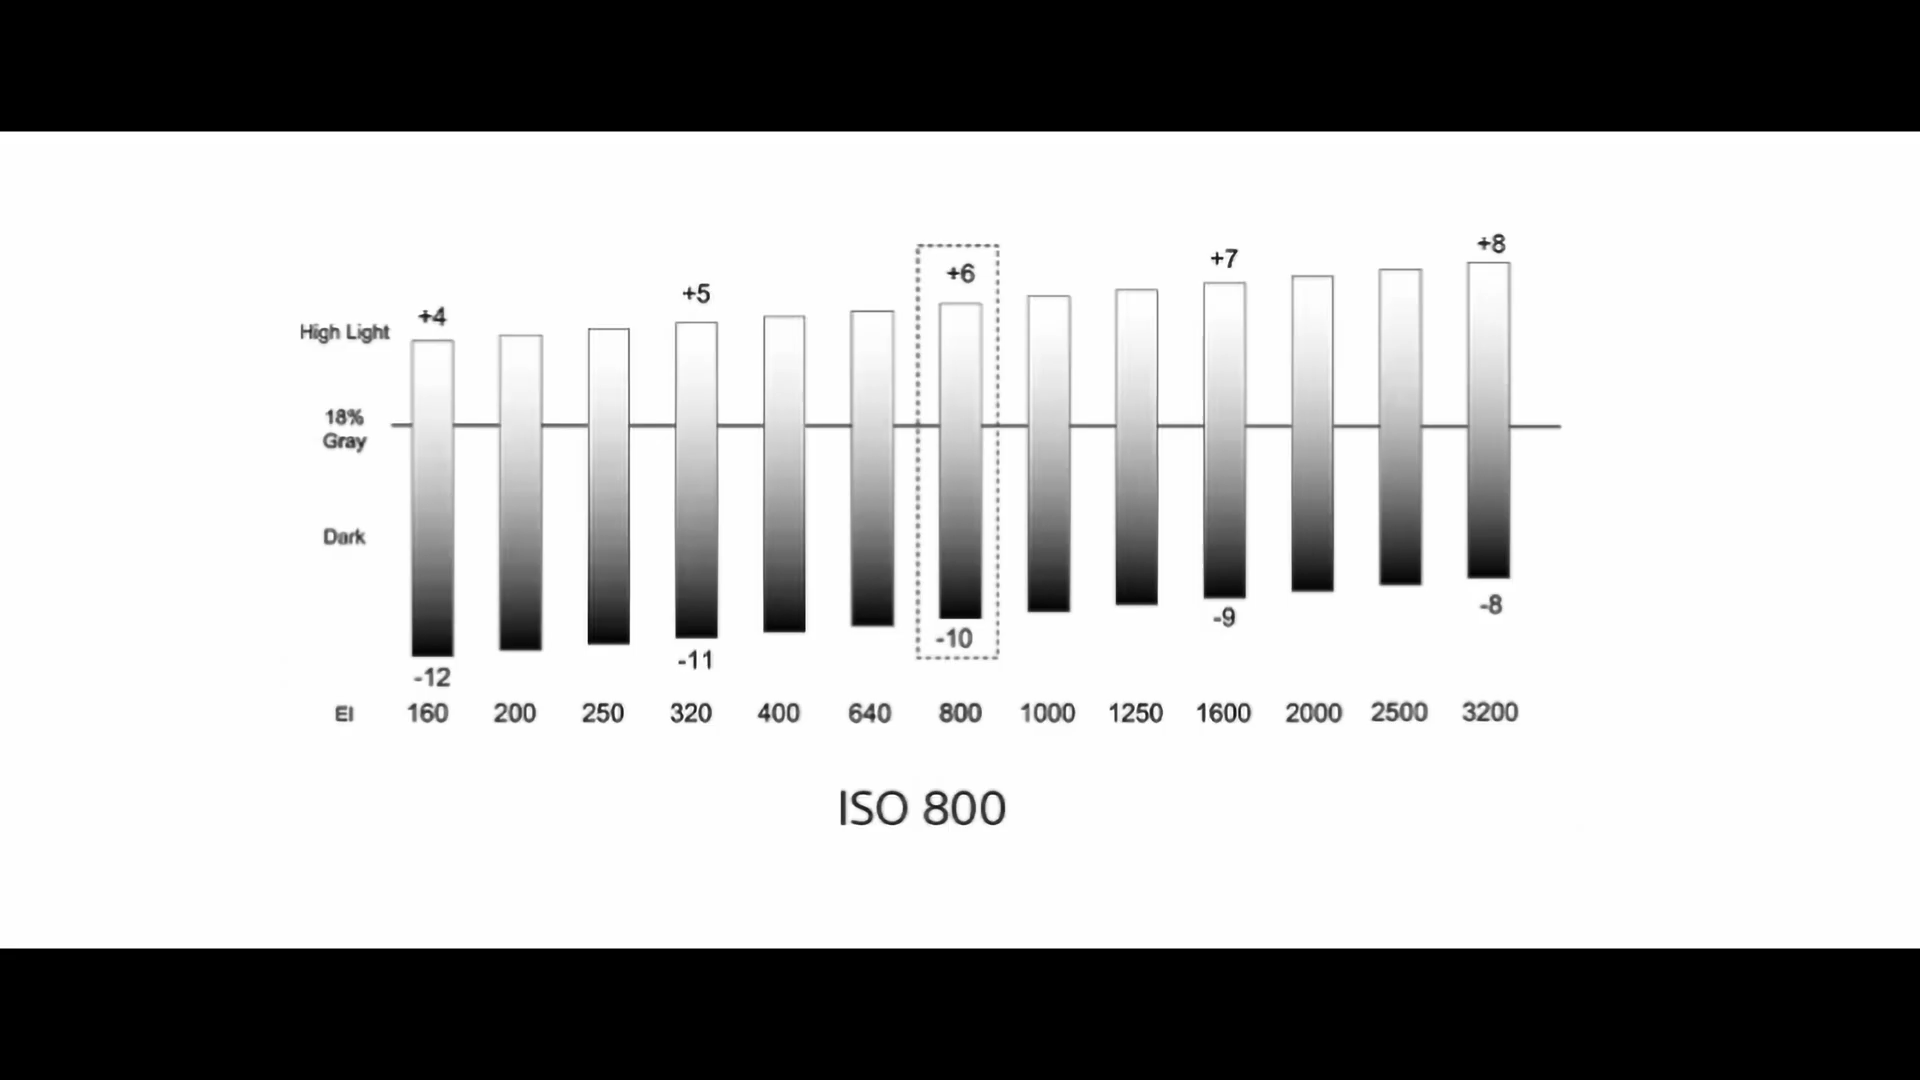 +4 +5 +6 +7 +8
High Light
18%
Gray
Dark
-12 -11 -10 -9 -8
EI 160 200 250 320 400 640 800 1000 1250 1600 2000 2500 3200
ISO 800